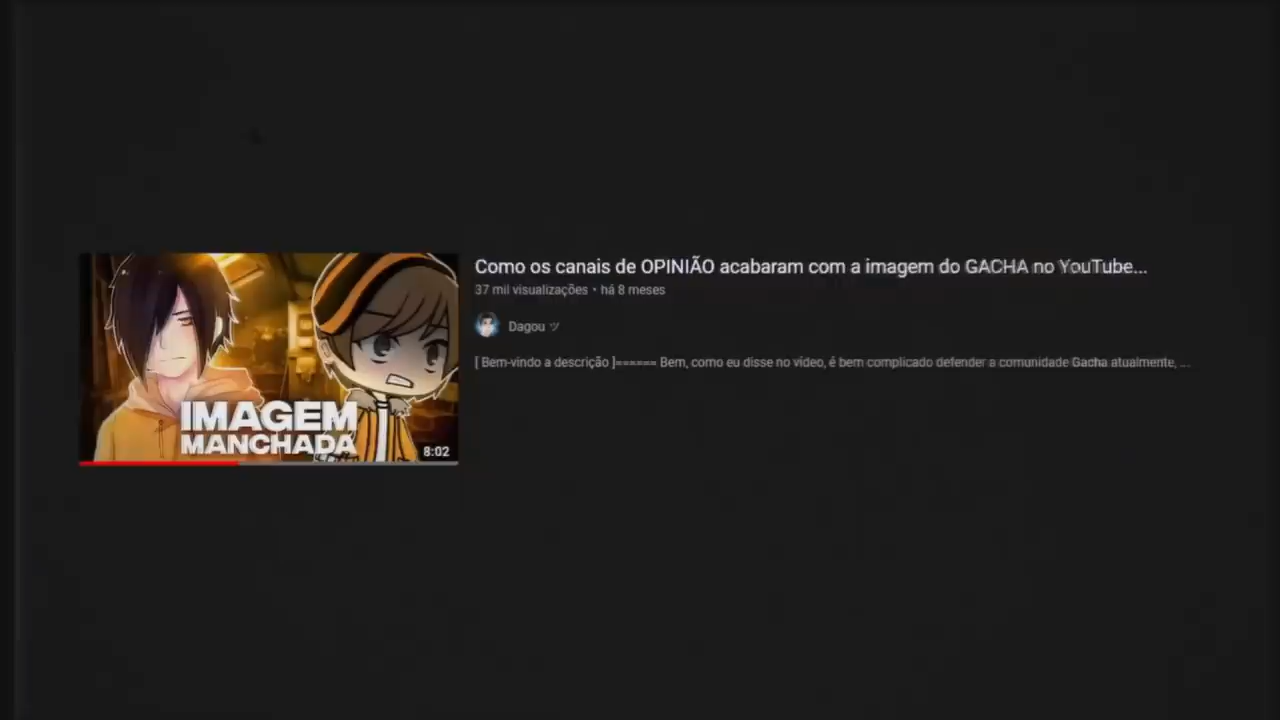 Como os canais de OPINIÃO acabaram com a imagem do GACHA no YouTube...
37 mil visualizações • há 8 meses
Dagou ツ
[ Bem-vindo a descrição ]====== Bem, como eu disse no vídeo, é bem complicado defender a comunidade Gacha atualmente, ...
IMAGEM
MANCHADA
8:02